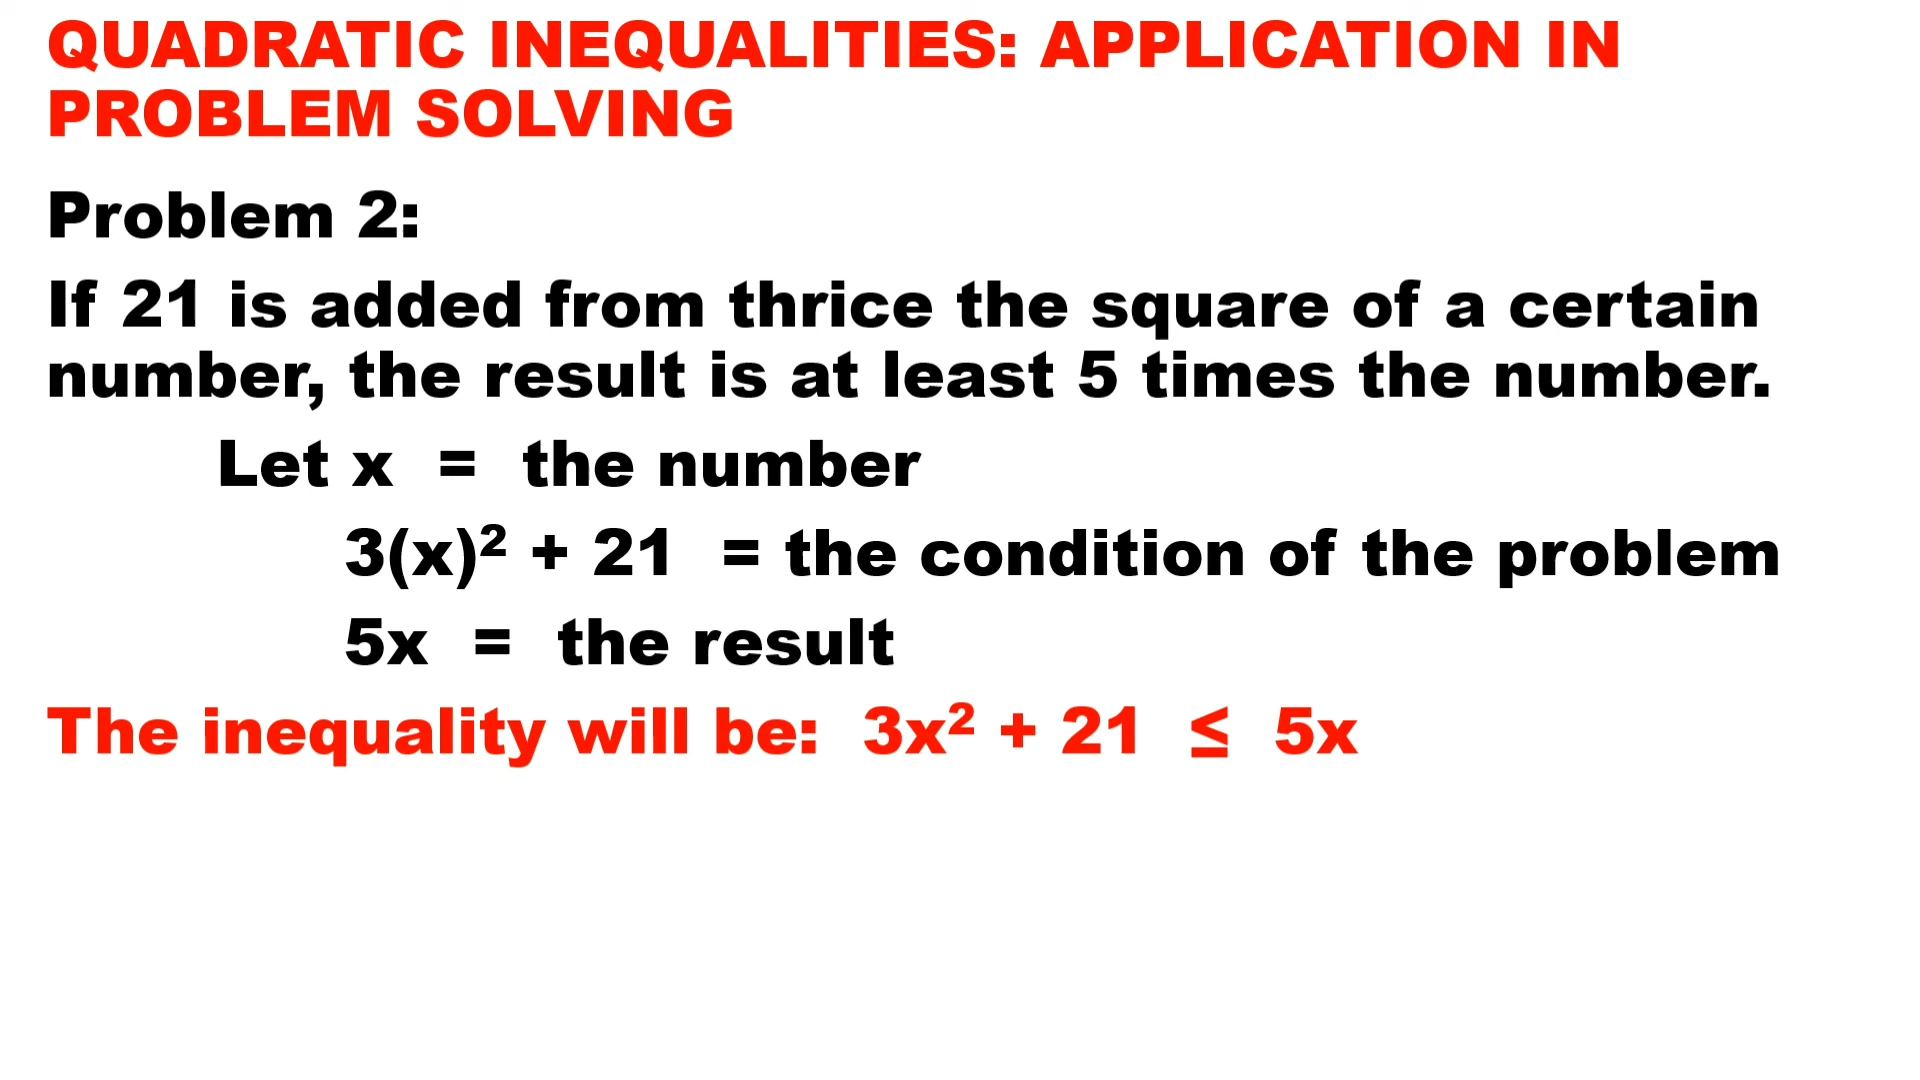 QUADRATIC INEQUALITIES: APPLICATION IN
PROBLEM SOLVING
Problem 2:
If 21 is added from thrice the square of a certain
number, the result is at least 5 times the number.
Let x = the number
3(x)² + 21 = the condition of the problem
5x = the result
The inequality will be: 3x² + 21 ≤ 5x